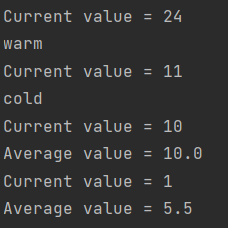 Current value = 24
warm
Current value = 11
cold
Current value = 10
Average value = 10.0
Current value = 1
Average value = 5.5